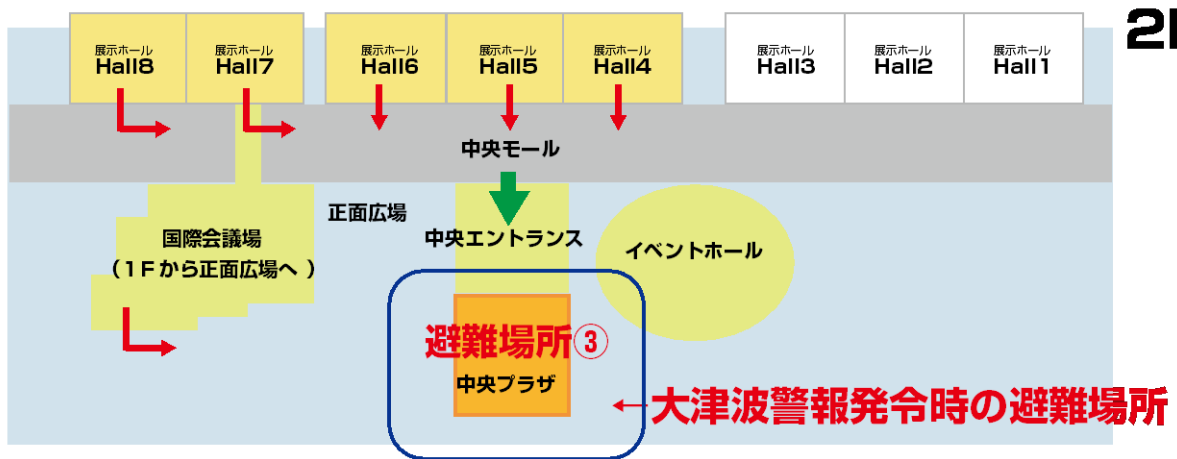 展示ホール
Hall8
展示ホール
Hall7
展示ホール
Hall6
展示ホール
Hall5
展示ホール
Hall4
展示ホール
Hall3
展示ホール
Hall2
展示ホール
Hall1
中央モール
正面広場
国際会議場
(1Fから正面広場へ )
中央エントランス
イベントホール
避難場所③
中央プラザ
←大津波警報発令時の避難場所